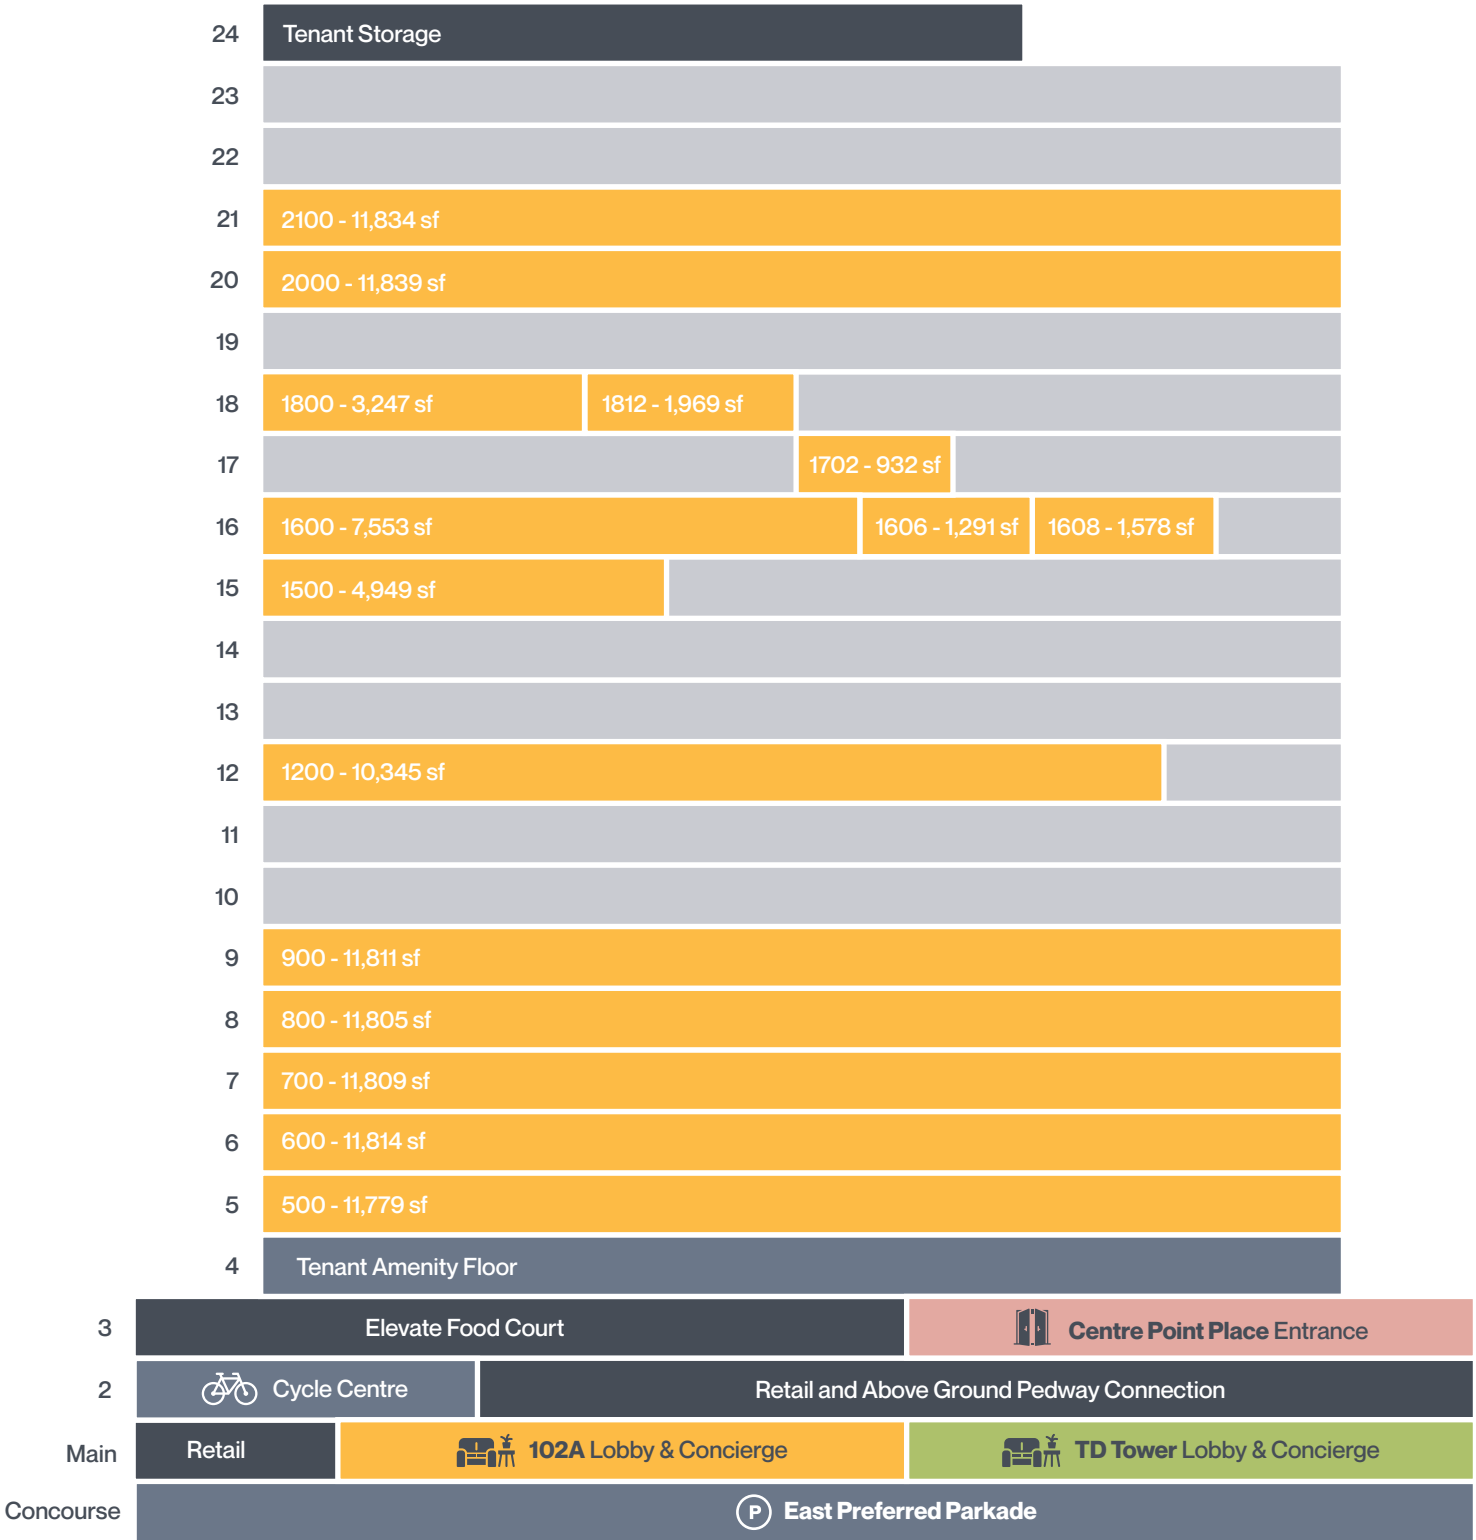 24 Tenant Storage
23
22
21 2100 - 11,834 sf
20 2000 - 11,839 sf
19
18 1800 - 3,247 sf 1812 - 1,969 sf
17 1702 - 932 sf
16 1600 - 7,553 sf 1606 - 1,291 sf 1608 - 1,578 sf
15 1500 - 4,949 sf
14
13
12 1200 - 10,345 sf
11
10
9 900 - 11,811 sf
8 800 - 11,805 sf
7 700 - 11,809 sf
6 600 - 11,814 sf
5 500 - 11,779 sf
4 Tenant Amenity Floor
3 Elevate Food Court Centre Point Place Entrance
2 Cycle Centre Retail and Above Ground Pedway Connection
Main Retail 102A Lobby & Concierge TD Tower Lobby & Concierge
Concourse P East Preferred Parkade